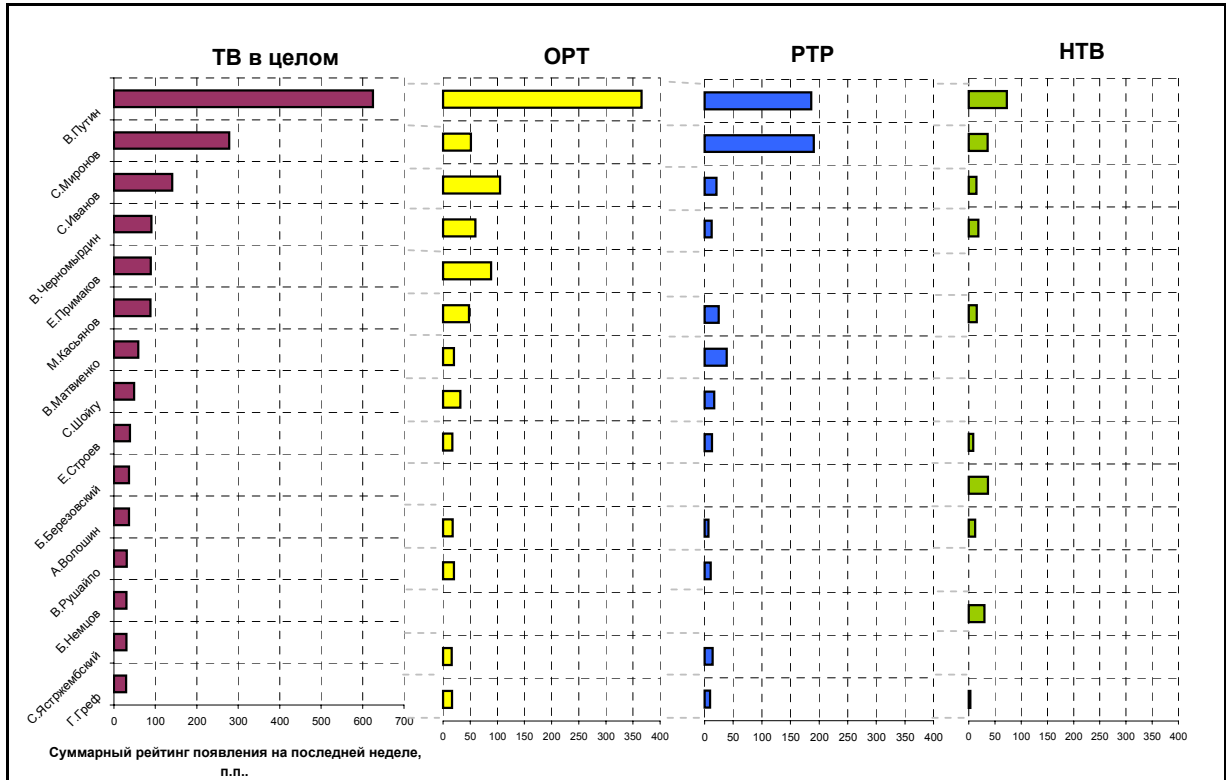 ТВ в целом
ОРТ
РТР
НТВ
В.Путин
С.Миронов
С.Иванов
В.Черномырдин
Е.Примаков
М.Касьянов
В.Матвиенко
С.Шойгу
Е.Строев
Б.Березовский
А.Волошин
В.Рушайло
Б.Немцов
С.Ястржембский
Г.Греф
0 100 200 300 400 500 600 700
0 50 100 150 200 250 300 350 400
0 50 100 150 200 250 300 350 400
0 50 100 150 200 250 300 350 400
Суммарный рейтинг появления на последней неделе,
п.п..